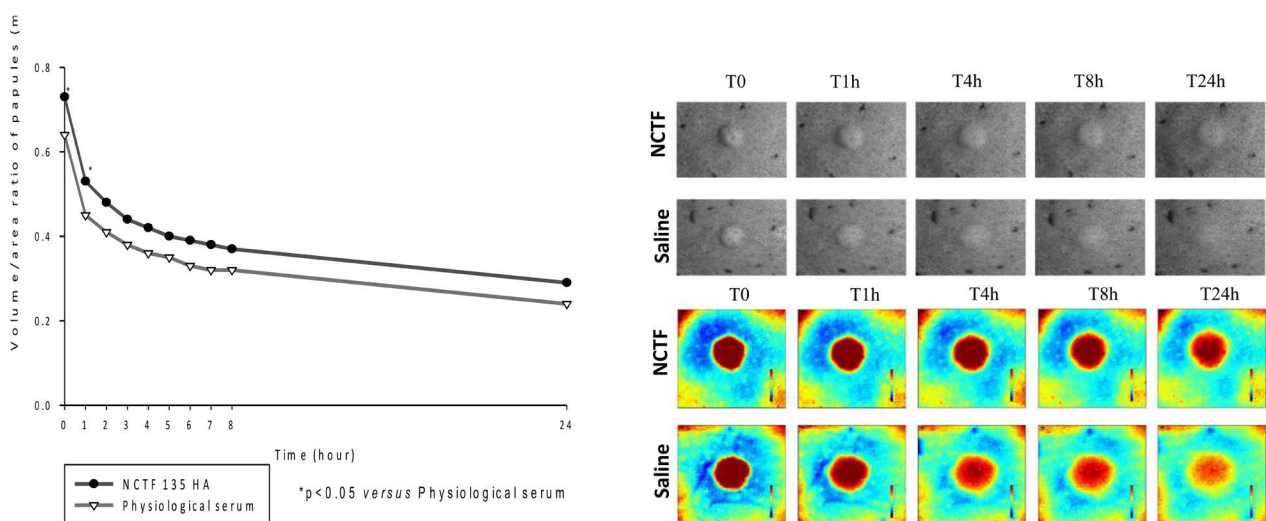 Volume/area ratio of papules (m
0.8
0.6
0.4
0.2
0.0
*
*
0 1 2 3 4 5 6 7 8 24
Time (hour)
NCTF 135 HA
Physiological serum
*p<0.05 versus Physiological serum
T0 T1h T4h T8h T24h
NCTF
Saline
T0 T1h T4h T8h T24h
NCTF
Saline